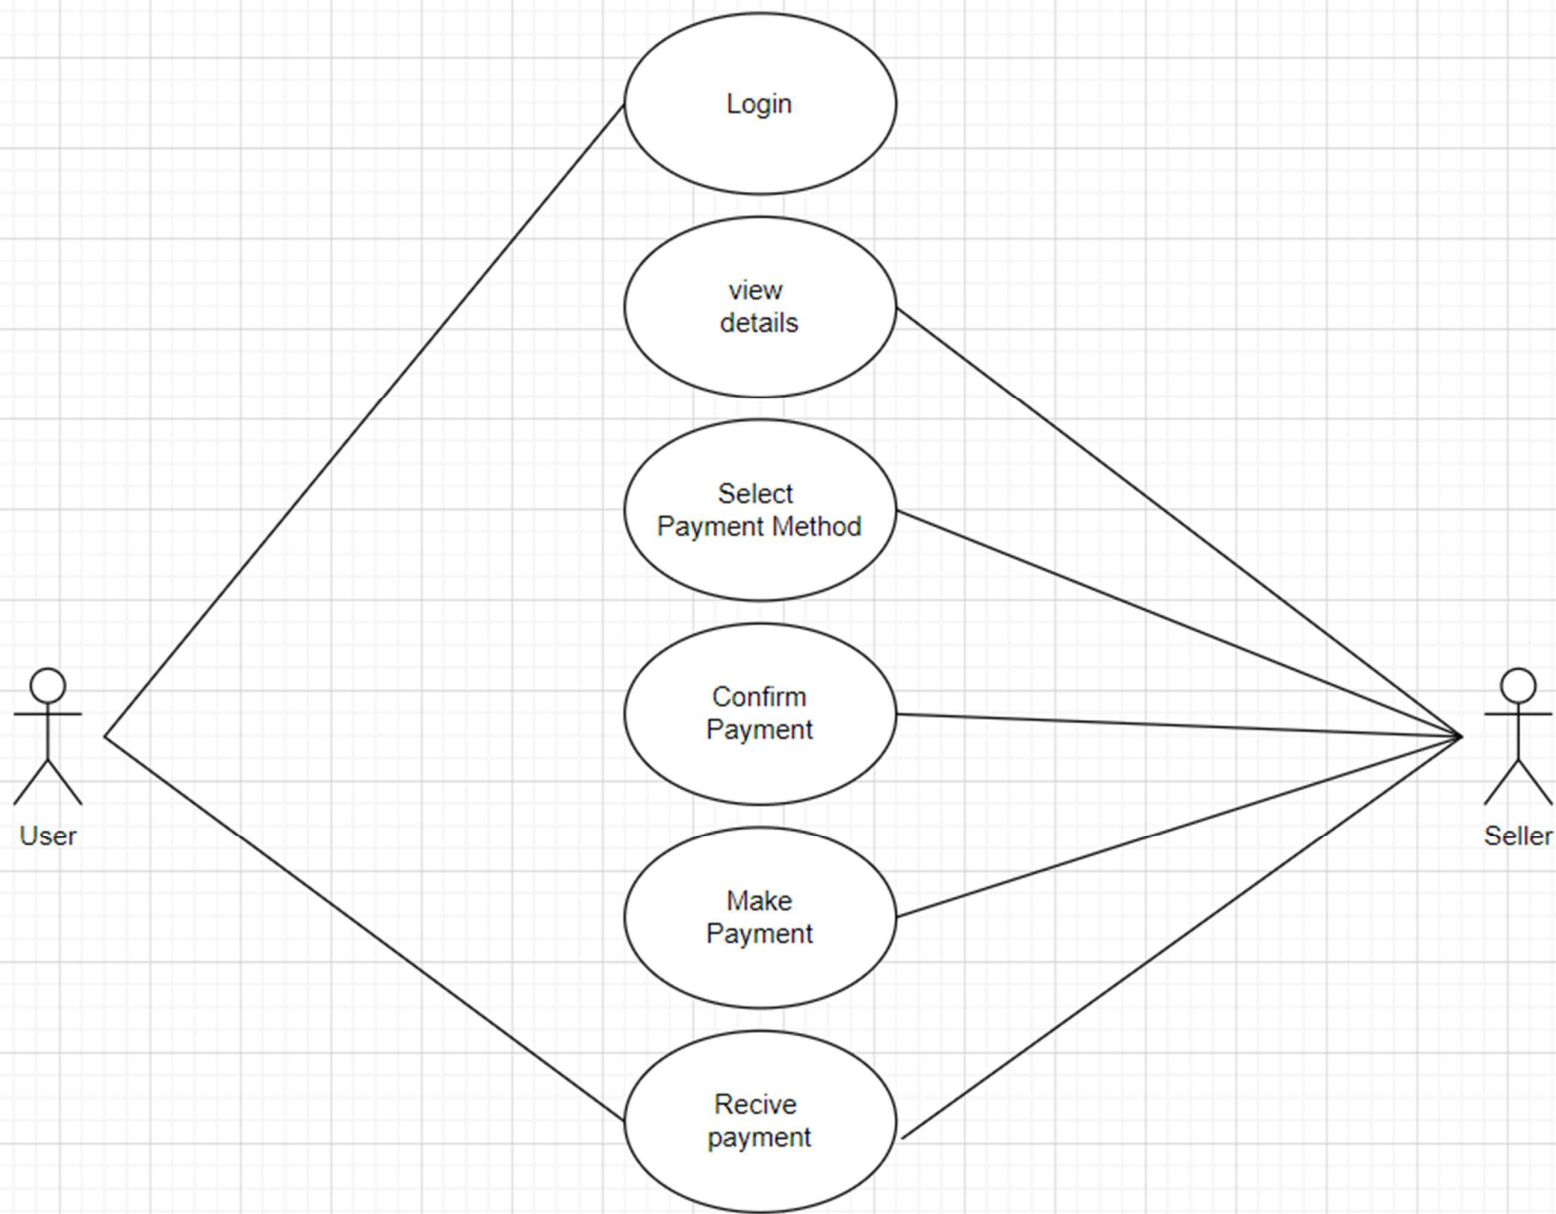 Login
view
details
Select
Payment Method
Confirm
Payment
User
Seller
Make
Payment
Recive
payment